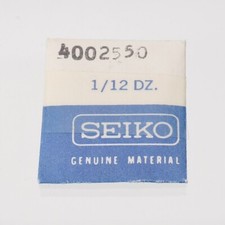 4002550
1/12 DZ.
SEIKO
GENUINE MATERIAL